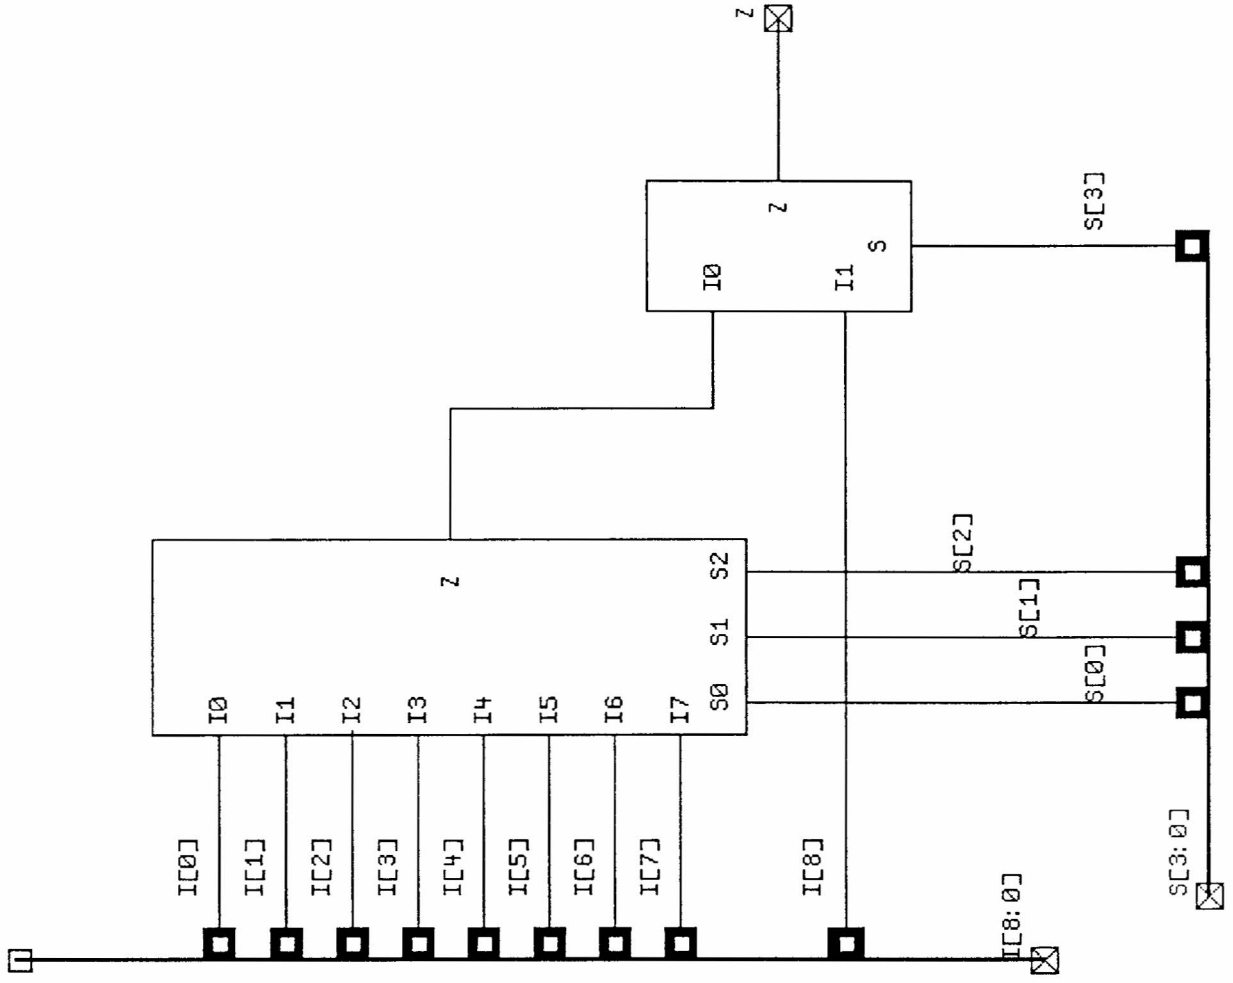 I[0]
I0
I[1]
I1
I[2]
I2
I[3]
I3
I[4]
Z
I4
I[5]
I5
I[6]
I6
I[7]
I7
I0
S0 S1 S2
Z
Z
I[8]
I1
S
S[2]
I[8:0]
S[1]
S[0]
S[3]
S[3:0]